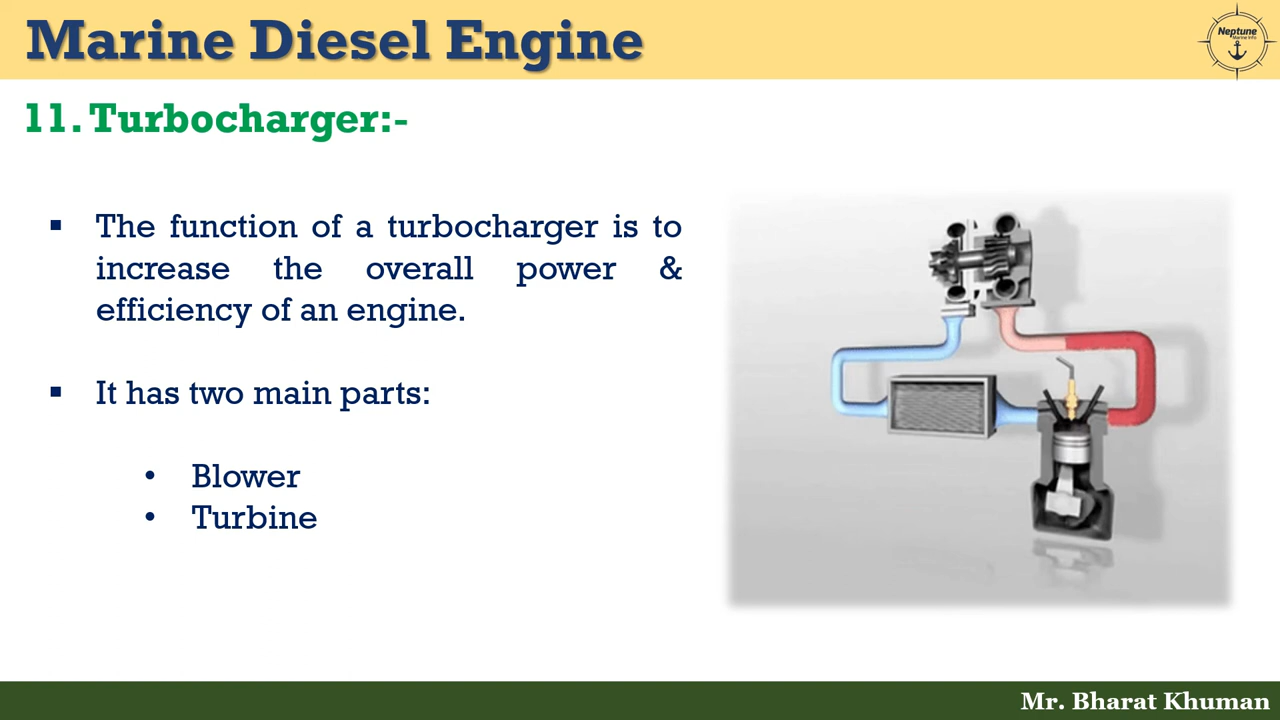 Marine Diesel Engine
Neptune
Marine Info
11. Turbocharger:-
▪ The function of a turbocharger is to
increase the overall power &
efficiency of an engine.
▪ It has two main parts:
• Blower
• Turbine
Mr. Bharat Khuman